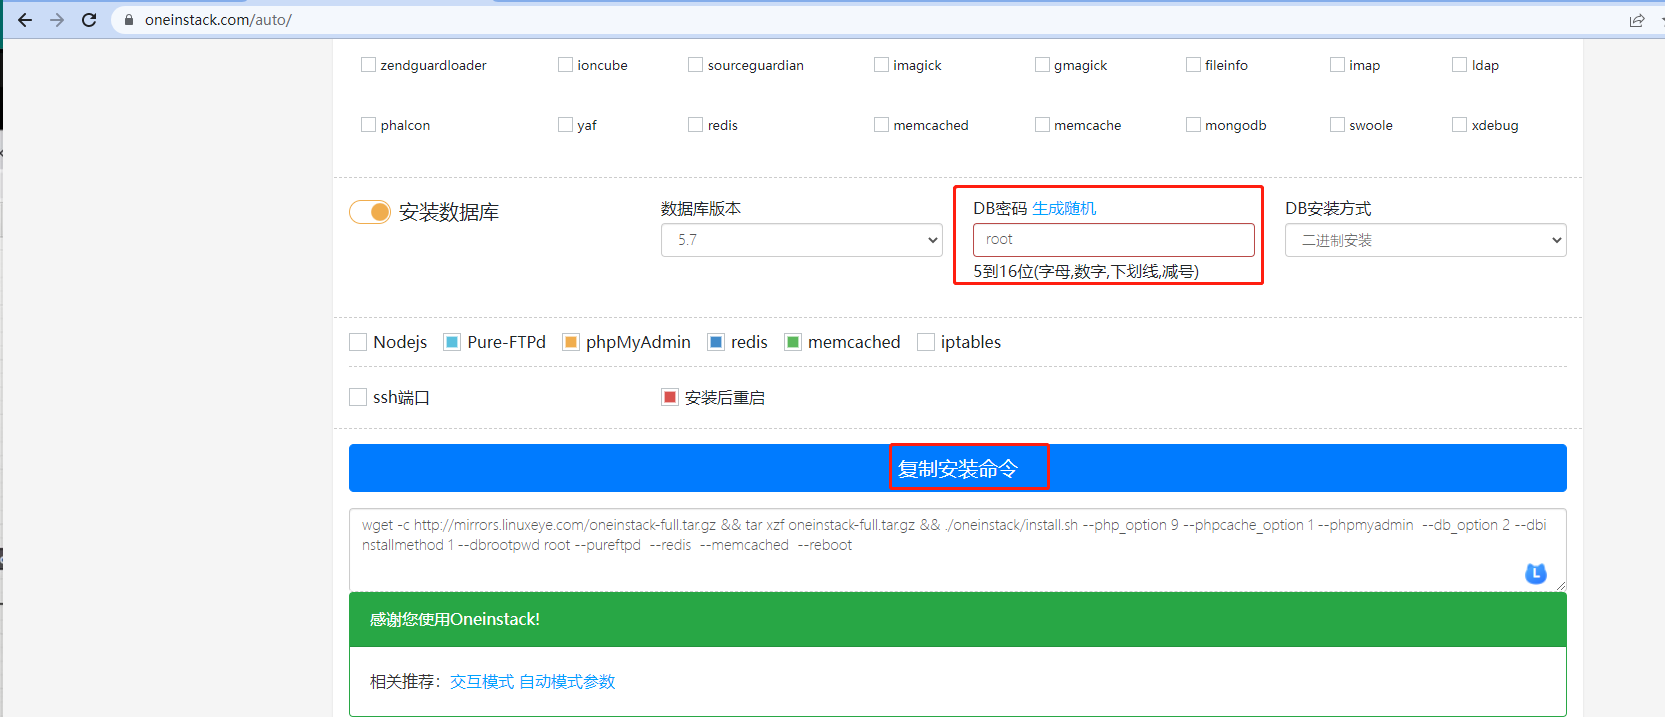 oneinstack.com/auto/
zendguardloader ioncube sourceguardian imagick gmagick fileinfo imap ldap
phalcon yaf redis memcached memcache mongodb swoole xdebug
安装数据库 数据库版本 DB密码 生成随机 DB安装方式
5.7 root 二进制安装
5到16位(字母,数字,下划线,减号)
Nodejs Pure-FTPd phpMyAdmin redis memcached iptables
ssh端口 安装后重启
复制安装命令
wget -c http://mirrors.linuxeye.com/oneinstack-full.tar.gz && tar xzf oneinstack-full.tar.gz && ./oneinstack/install.sh --php_option 9 --phpcache_option 1 --phpmyadmin  --db_option 2 --dbi
nstallmethod 1 --dbrootpwd root --pureftpd  --redis  --memcached  --reboot
L
感谢您使用Oneinstack!
相关推荐：交互模式 自动模式参数